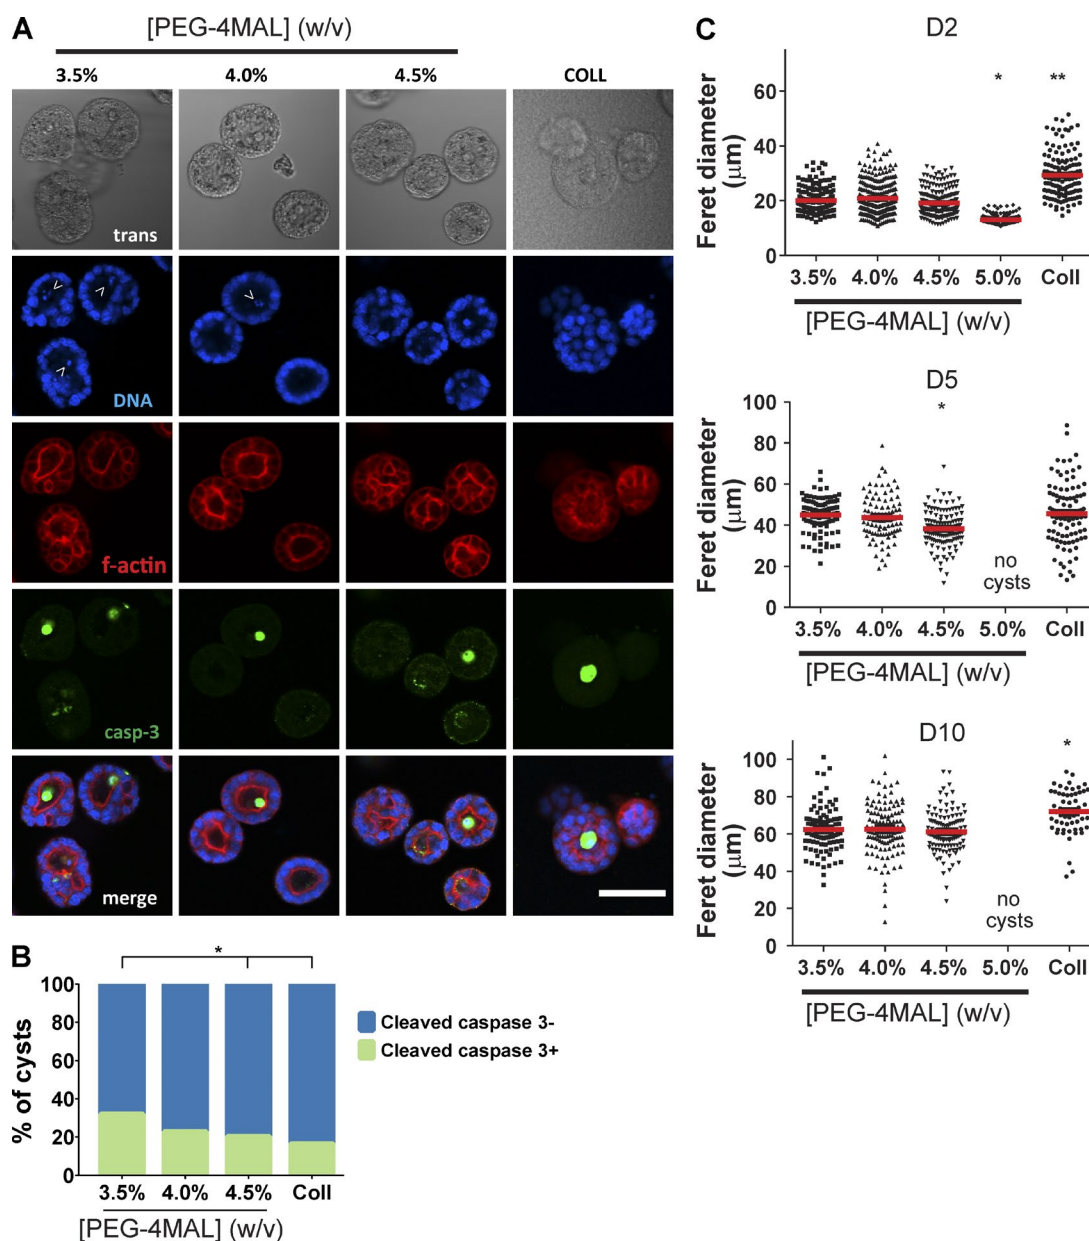 A
[PEG-4MAL] (w/v)
3.5% 4.0% 4.5% COLL
trans
DNA
f-actin
casp-3
merge
B
*
% of cysts
100
80
60
40
20
0
3.5% 4.0% 4.5% Coll
[PEG-4MAL] (w/v)
Cleaved caspase 3-
Cleaved caspase 3+
C
D2
* **
Feret diameter
(μm)
60
40
20
0
3.5% 4.0% 4.5% 5.0% Coll
[PEG-4MAL] (w/v)
D5
*
Feret diameter
(μm)
100
80
60
40
20
0
no
cysts
3.5% 4.0% 4.5% 5.0% Coll
[PEG-4MAL] (w/v)
D10
*
Feret diameter
(μm)
100
80
60
40
20
0
no
cysts
3.5% 4.0% 4.5% 5.0% Coll
[PEG-4MAL] (w/v)